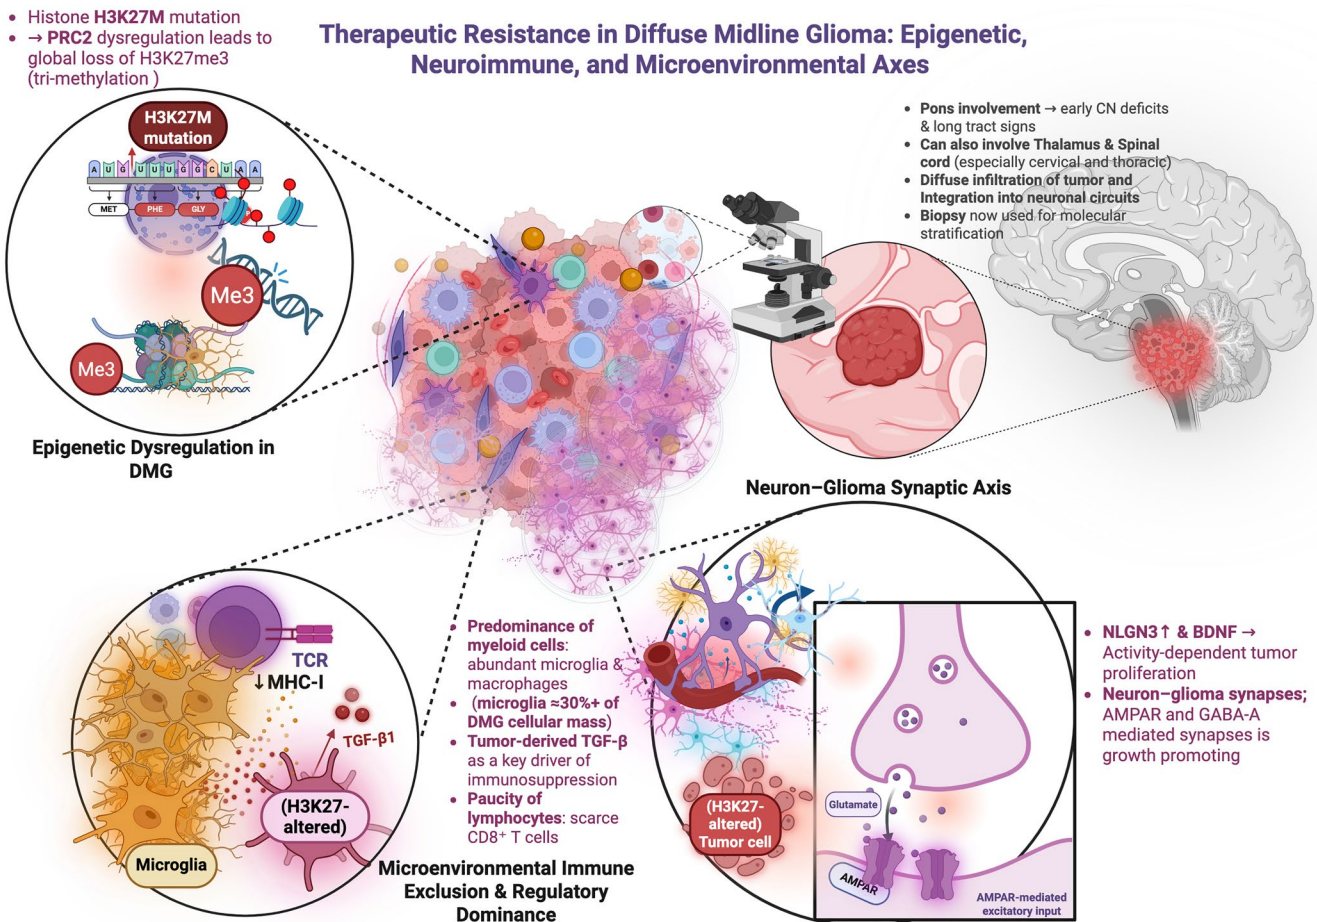 Therapeutic Resistance in Diffuse Midline Glioma: Epigenetic,
Neuroimmune, and Microenvironmental Axes
• Histone H3K27M mutation
• → PRC2 dysregulation leads to
global loss of H3K27me3
(tri-methylation )
H3K27M
mutation
A U G U U U G G C U A A
MET PHE GLY
Me3
Me3
Epigenetic Dysregulation in
DMG
• Pons involvement → early CN deficits
& long tract signs
• Can also involve Thalamus & Spinal
cord (especially cervical and thoracic)
• Diffuse infiltration of tumor and
Integration into neuronal circuits
• Biopsy now used for molecular
stratification
Neuron–Glioma Synaptic Axis
TCR
↓MHC-I
TGF-β1
(H3K27-
altered)
Microglia
• Predominance of
myeloid cells:
abundant microglia &
macrophages
• (microglia ≈30%+ of
DMG cellular mass)
• Tumor-derived TGF-β
as a key driver of
immunosuppression
• Paucity of
lymphocytes: scarce
CD8⁺ T cells
Microenvironmental Immune
Exclusion & Regulatory
Dominance
(H3K27-
altered)
Tumor cell
Glutamate
AMPAR
AMPAR-mediated
excitatory input
• NLGN3↑ & BDNF →
Activity-dependent tumor
proliferation
• Neuron–glioma synapses;
AMPAR and GABA-A
mediated synapses is
growth promoting